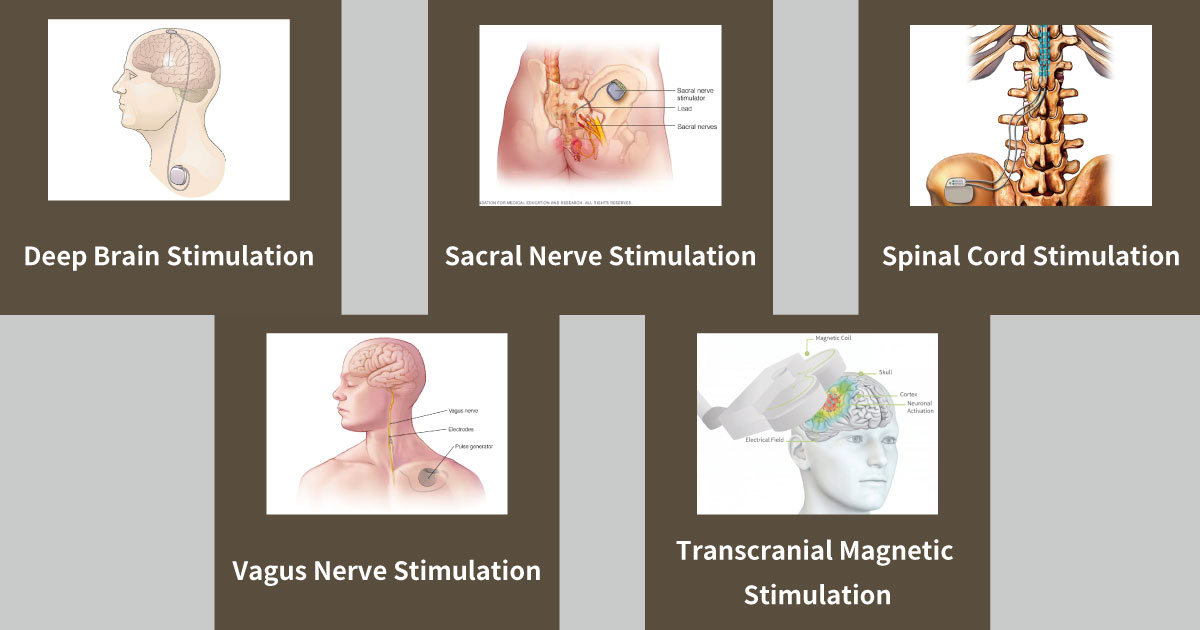 Sacral nerve
stimulator
Lead
Sacral nerves
DATION FOR MEDICAL EDUCATION AND RESEARCH. ALL RIGHTS RESERVED.
Deep Brain Stimulation
Sacral Nerve Stimulation
Spinal Cord Stimulation
Vagus nerve
Electrodes
Pulse generator
Magnetic Coil
Skull
Cortex
Neuronal
Activation
Electrical Field
Vagus Nerve Stimulation
Transcranial Magnetic
Stimulation